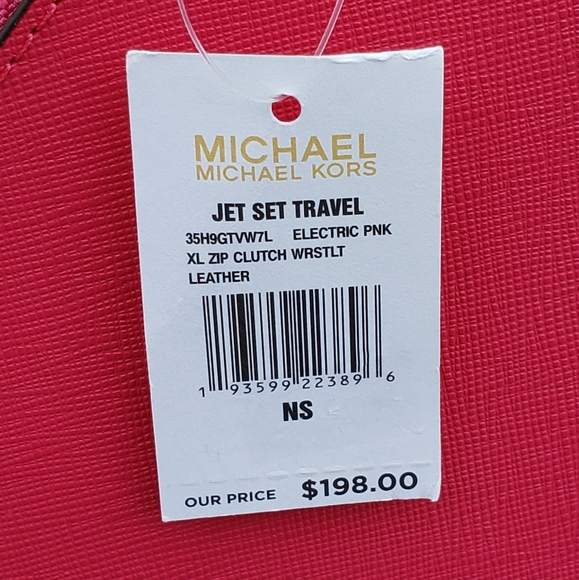 MICHAEL
MICHAEL KORS
JET SET TRAVEL
35H9GTVW7L ELECTRIC PNK
XL ZIP CLUTCH WRSTLT
LEATHER
1 93599 22389 6
NS
OUR PRICE $198.00